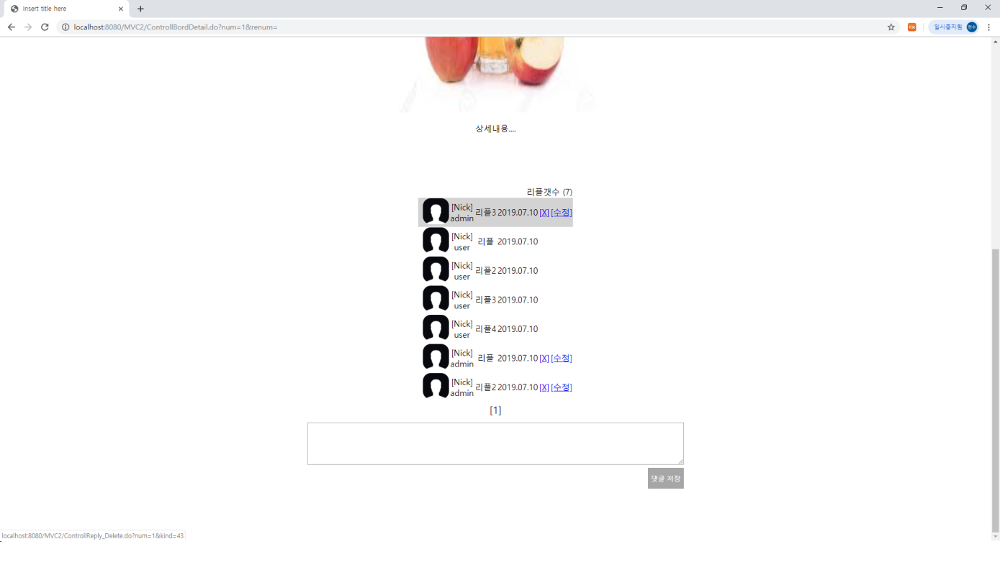 Insert title here
localhost:8080/MVC2/ControllBordDetail.do?num=1&renum=
일시중지됨
상세내용....
리플갯수 (7)
[Nick] admin 리플3 2019.07.10 [X] [수정]
[Nick] user 리플 2019.07.10
[Nick] user 리플2 2019.07.10
[Nick] user 리플3 2019.07.10
[Nick] user 리플4 2019.07.10
[Nick] admin 리플 2019.07.10 [X] [수정]
[Nick] admin 리플2 2019.07.10 [X] [수정]
[1]
댓글 저장
localhost:8080/MVC2/ControllReply_Delete.do?num=1&kind=43